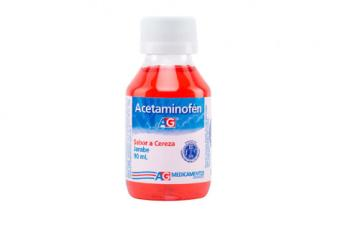 Acetaminofén
AG
Sabor a Cereza
Jarabe
90 mL
AG MEDICAMENTOS